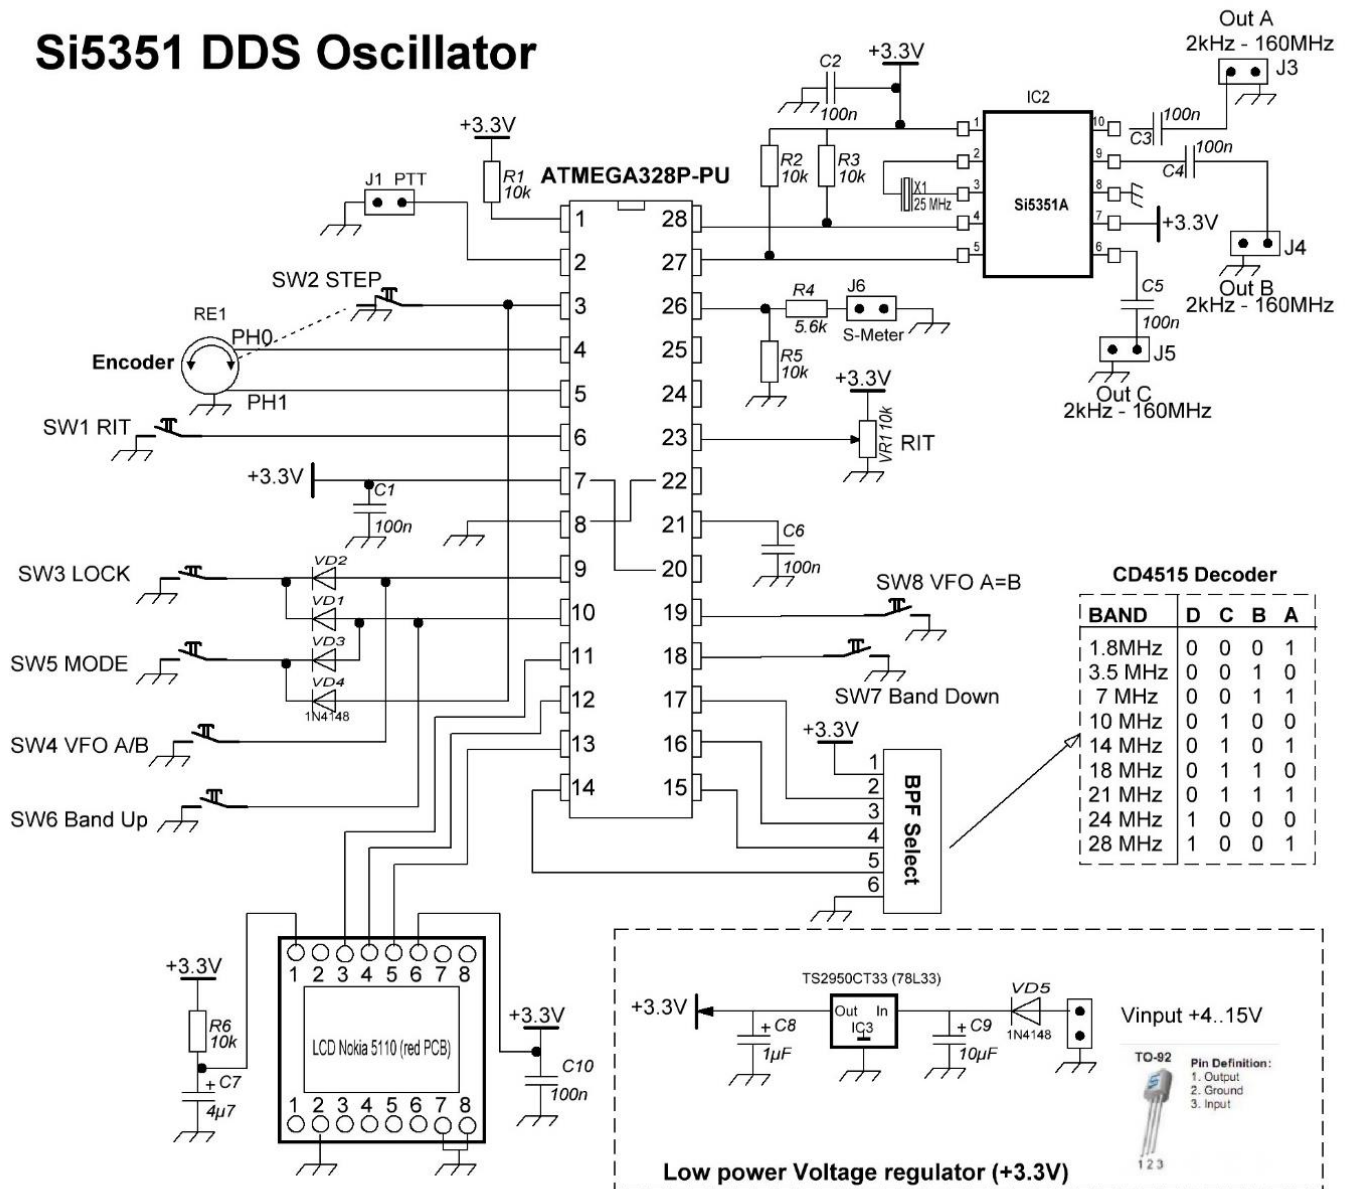 Si5351 DDS Oscillator
Out A
2kHz - 160MHz
J3
+3.3V
C2
100n
IC2
1
2
3
4
5
10
9
8
7
6
Si5351A
C3
100n
C4
100n
+3.3V
J4
Out B
2kHz - 160MHz
C5
100n
J5
Out C
2kHz - 160MHz
R2
10k
R3
10k
X1
25 MHz
+3.3V
R1
10k
ATMEGA328P-PU
J1 PTT
1 28
2 27
3 26
4 25
5 24
6 23
7 22
8 21
9 20
10 19
11 18
12 17
13 16
14 15
SW2 STEP
RE1
PH0
Encoder
PH1
SW1 RIT
+3.3V
C1
100n
R4
5.6k
J6
S-Meter
R5
10k
+3.3V
VR1 10k
RIT
C6
100n
SW3 LOCK
VD2
VD1
SW5 MODE
VD3
VD4
1N4148
SW4 VFO A/B
SW6 Band Up
SW8 VFO A=B
SW7 Band Down
+3.3V
1
2
3
4
5
6
BPF Select
CD4515 Decoder
BAND D C B A
1.8MHz 0 0 0 1
3.5 MHz 0 0 1 0
7 MHz 0 0 1 1
10 MHz 0 1 0 0
14 MHz 0 1 0 1
18 MHz 0 1 1 0
21 MHz 0 1 1 1
24 MHz 1 0 0 0
28 MHz 1 0 0 1
+3.3V
R6
10k
+ C7
4µ7
1 2 3 4 5 6 7 8
LCD Nokia 5110 (red PCB)
1 2 3 4 5 6 7 8
+3.3V
C10
100n
TS2950CT33 (78L33)
+3.3V
Out In
IC3
+ C8
1µF
+ C9
10µF
VD5
1N4148
Vinput +4..15V
TO-92
Pin Definition:
1. Output
2. Ground
3. Input
1 2 3
Low power Voltage regulator (+3.3V)